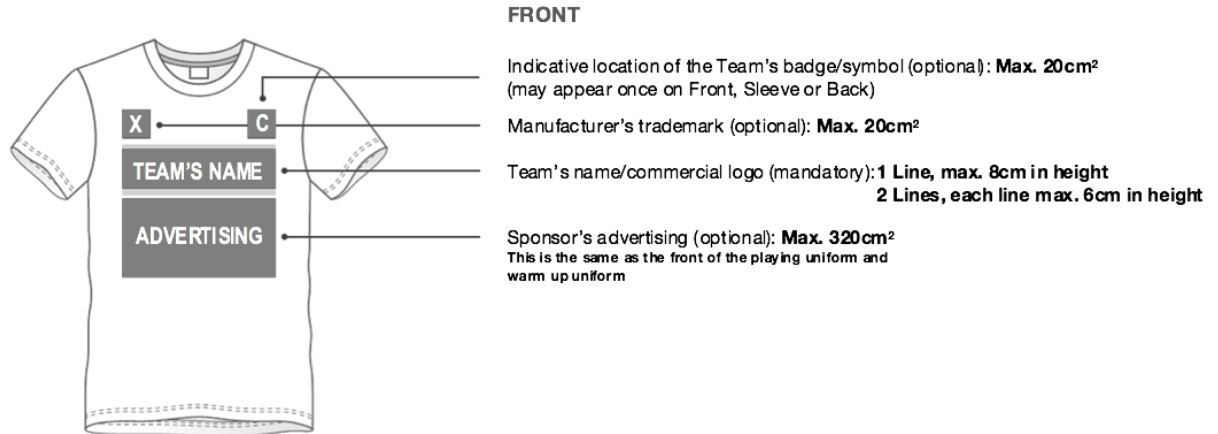 FRONT
Indicative location of the Team's badge/symbol (optional): Max. 20cm²
(may appear once on Front, Sleeve or Back)
X
C
Manufacturer's trademark (optional): Max. 20cm²
TEAM'S NAME
Team's name/commercial logo (mandatory): 1 Line, max. 8cm in height
2 Lines, each line max. 6cm in height
ADVERTISING
Sponsor's advertising (optional): Max. 320cm²
This is the same as the front of the playing uniform and
warm up uniform